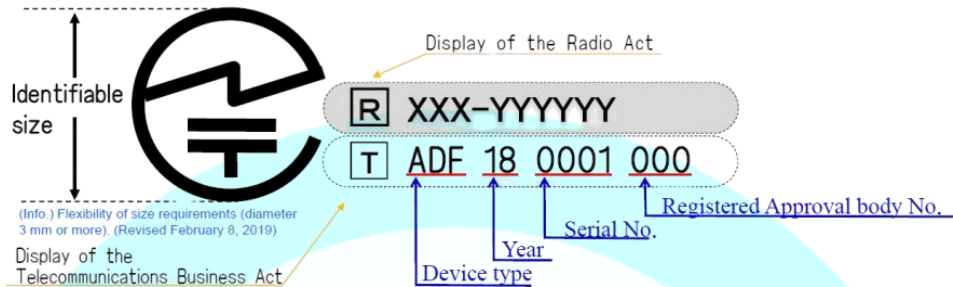 Display of the Radio Act
Identifiable
size
R XXX-YYYYYY
T ADF 18 0001 000
(Info.) Flexibility of size requirements (diameter
3 mm or more). (Revised February 8, 2019)
Registered Approval body No.
Serial No.
Year
Device type
Display of the
Telecommunications Business Act